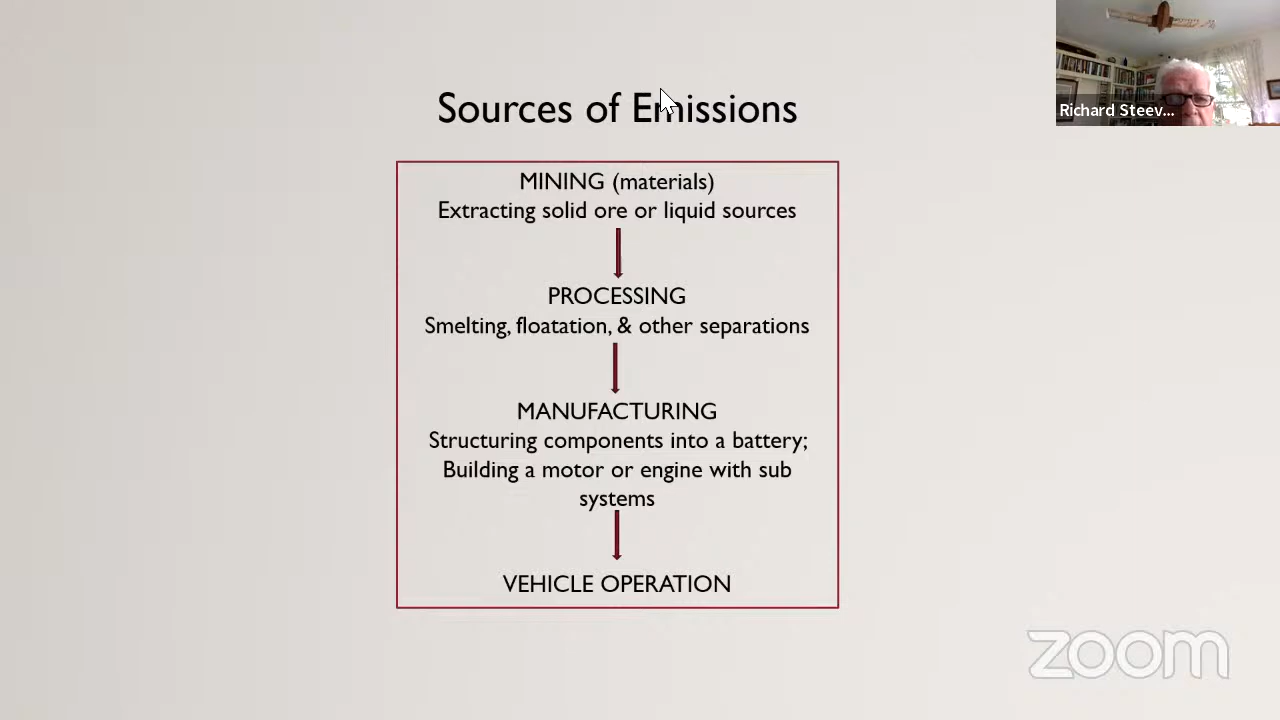 Sources of Emissions
Richard Steev...
MINING (materials)
Extracting solid ore or liquid sources
PROCESSING
Smelting, floatation, & other separations
MANUFACTURING
Structuring components into a battery;
Building a motor or engine with sub
systems
VEHICLE OPERATION
zoom